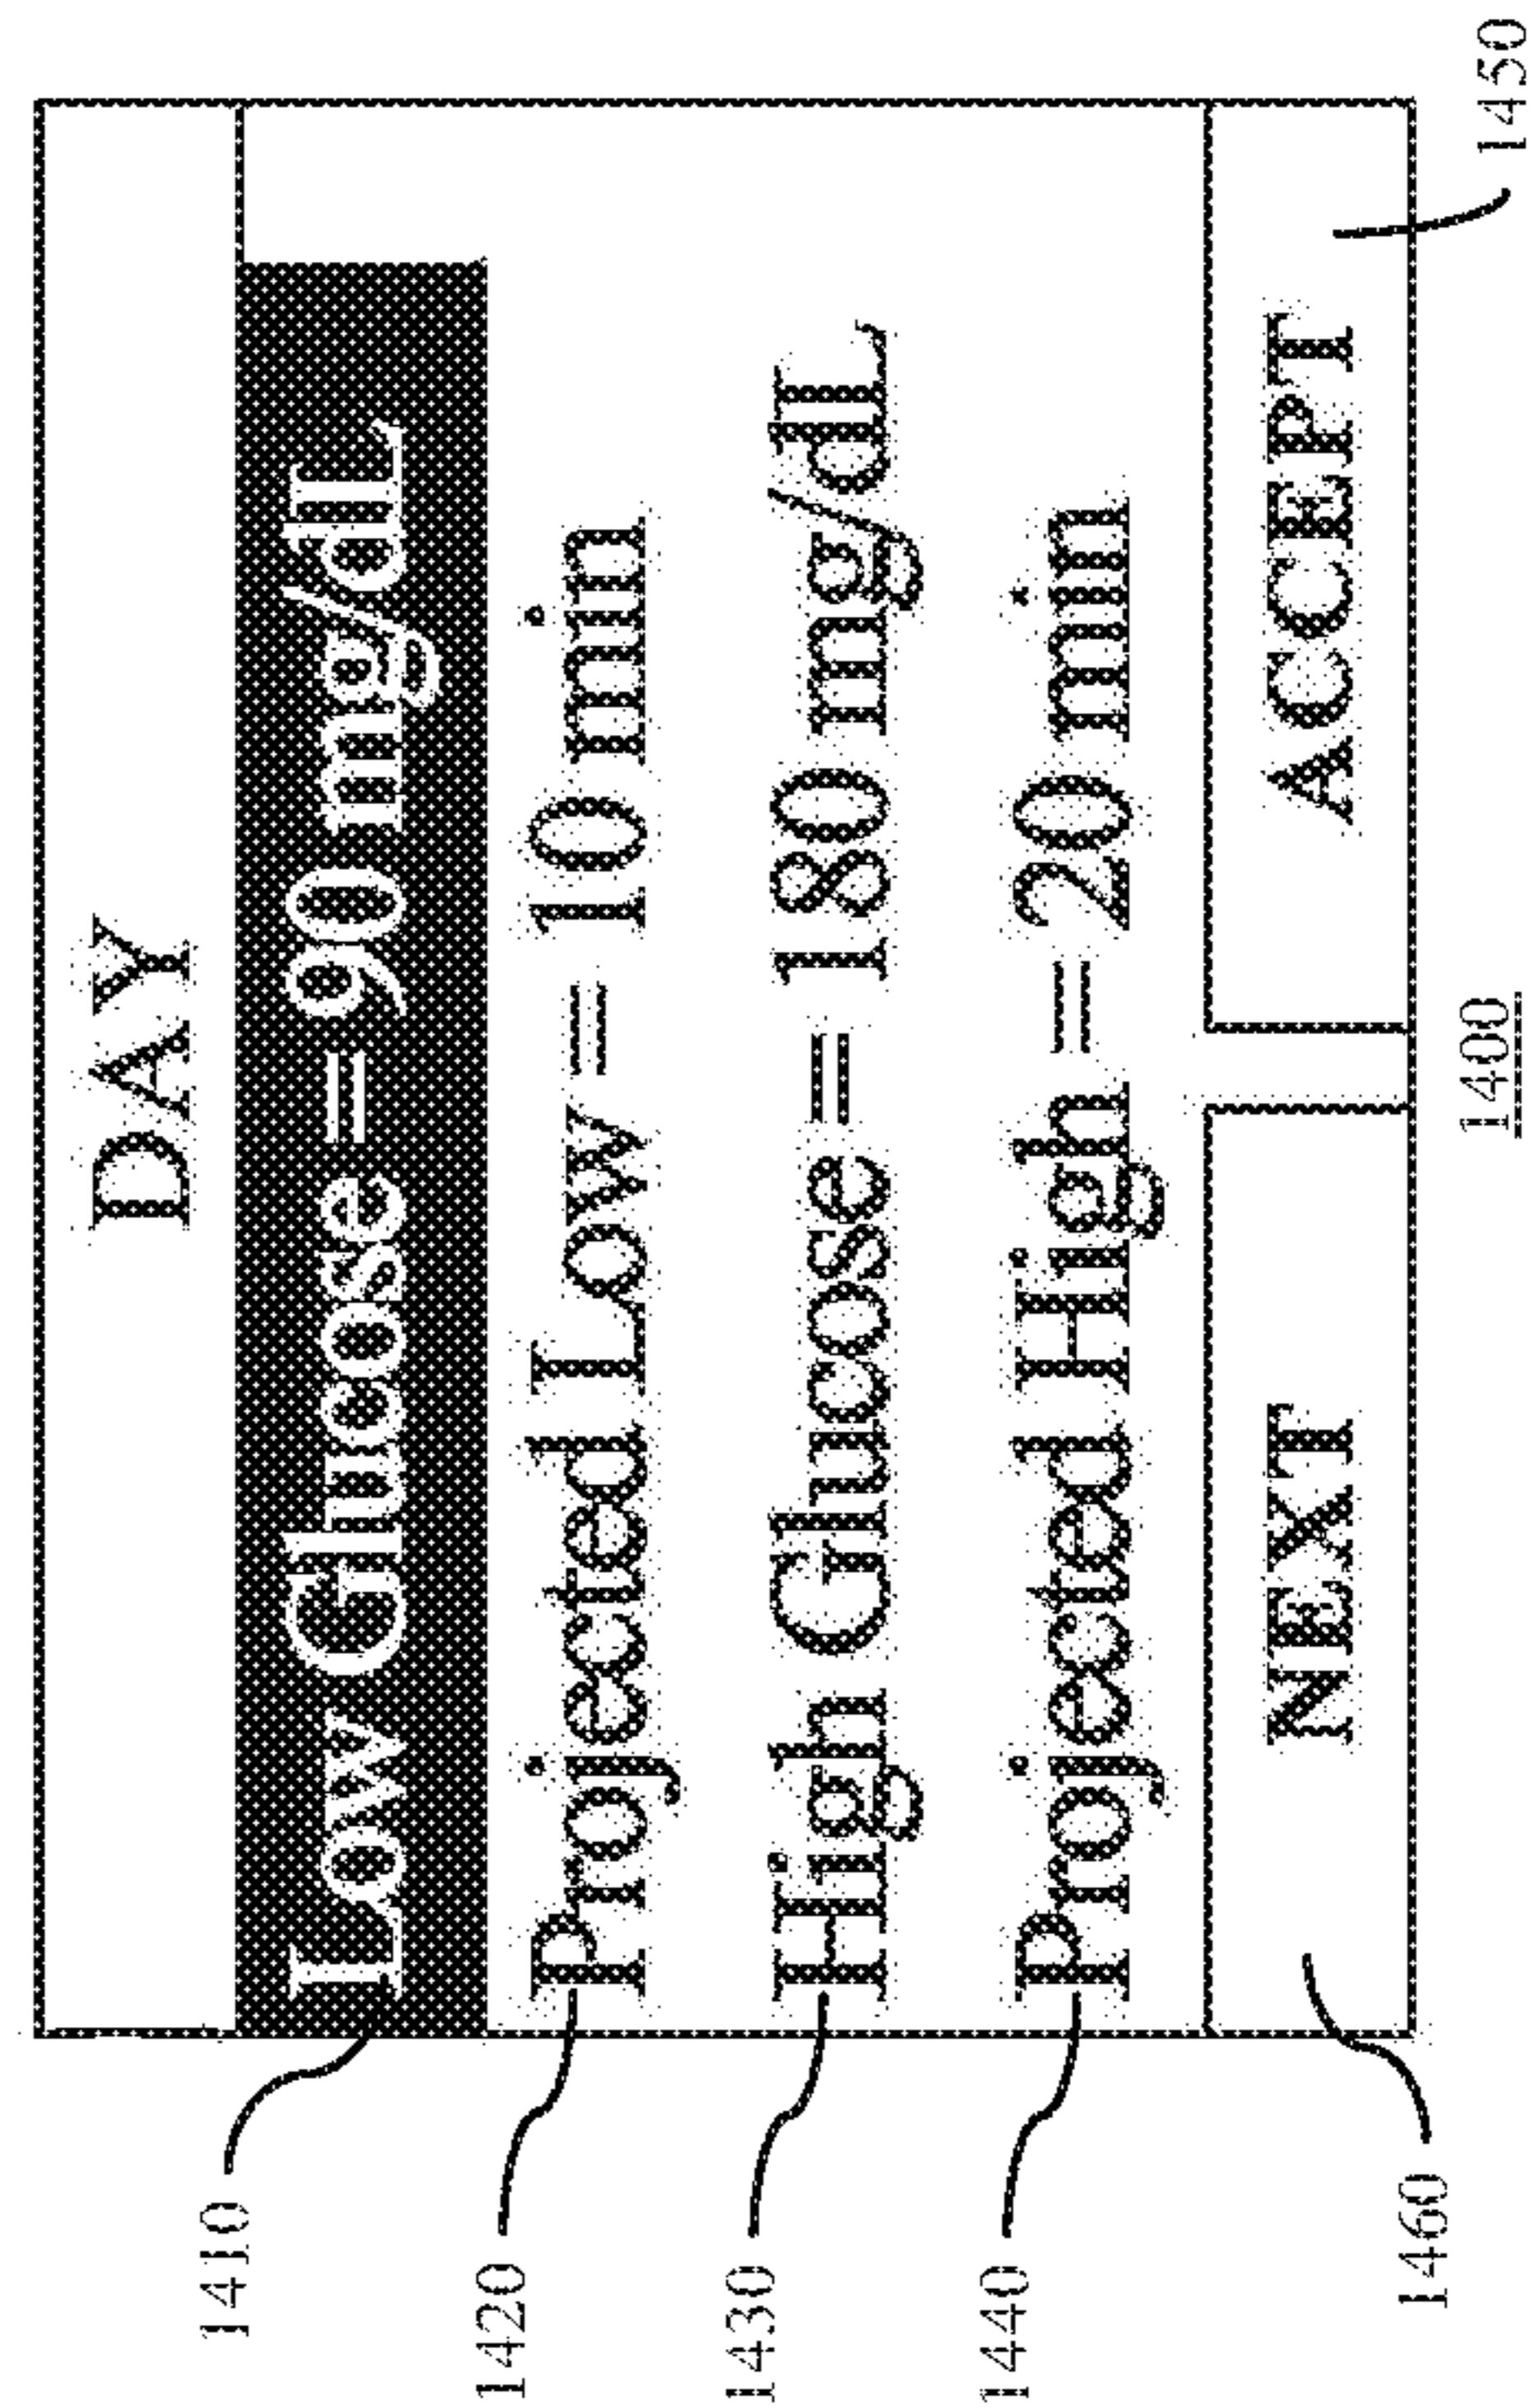 DAY
1410 Low Glucose = 90 mg/dL
1420 Projected Low = 10 min
1430 High Glucose = 180 mg/dL
1440 Projected High = 20 min
NEXT ACCEPT
1460 1400 1450